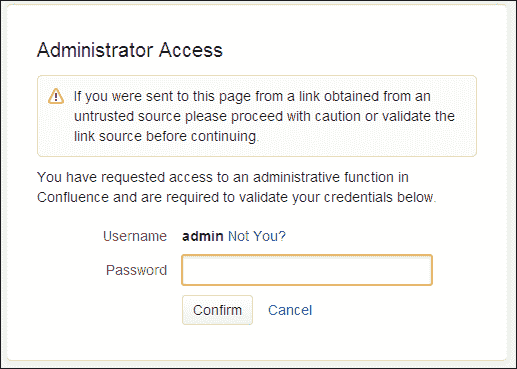 Administrator Access
If you were sent to this page from a link obtained from an
untrusted source please proceed with caution or validate the
link source before continuing.
You have requested access to an administrative function in
Confluence and are required to validate your credentials below.
Username admin Not You?
Password
Confirm Cancel